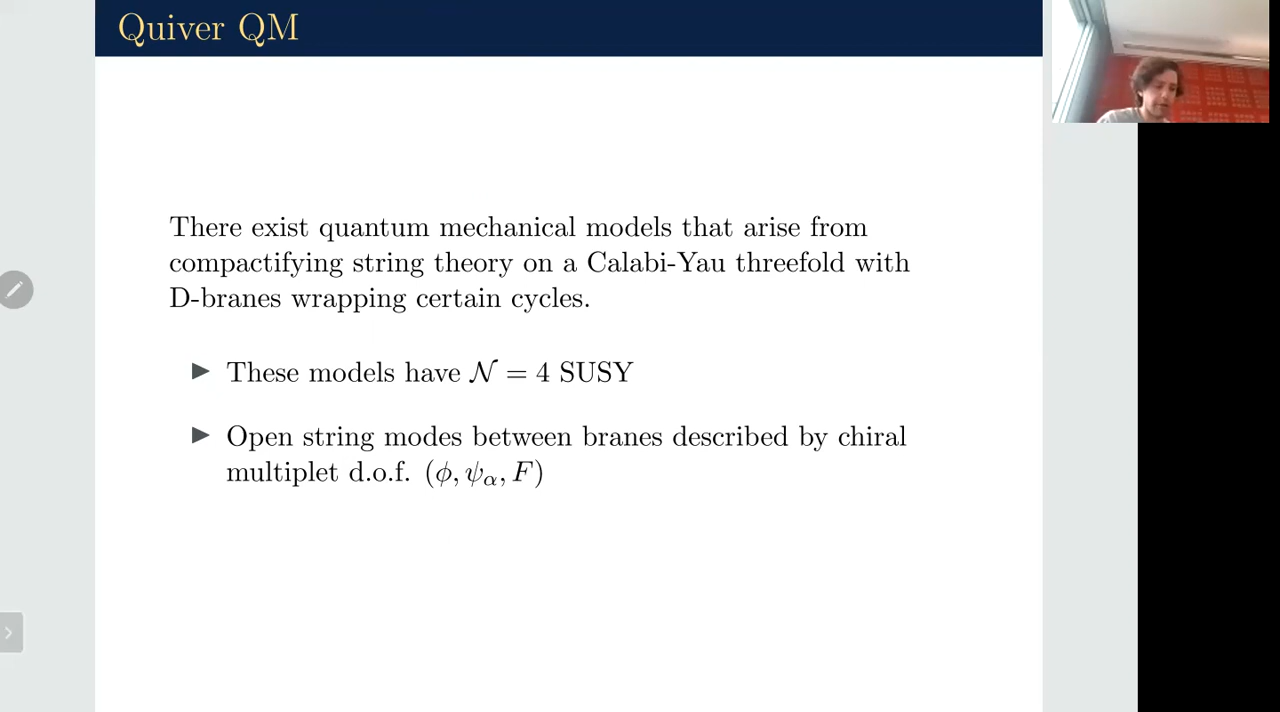 Quiver QM
There exist quantum mechanical models that arise from
compactifying string theory on a Calabi-Yau threefold with
D-branes wrapping certain cycles.
▶ These models have 𝒩 = 4 SUSY
▶ Open string modes between branes described by chiral
multiplet d.o.f. (ϕ, ψ_α, F)